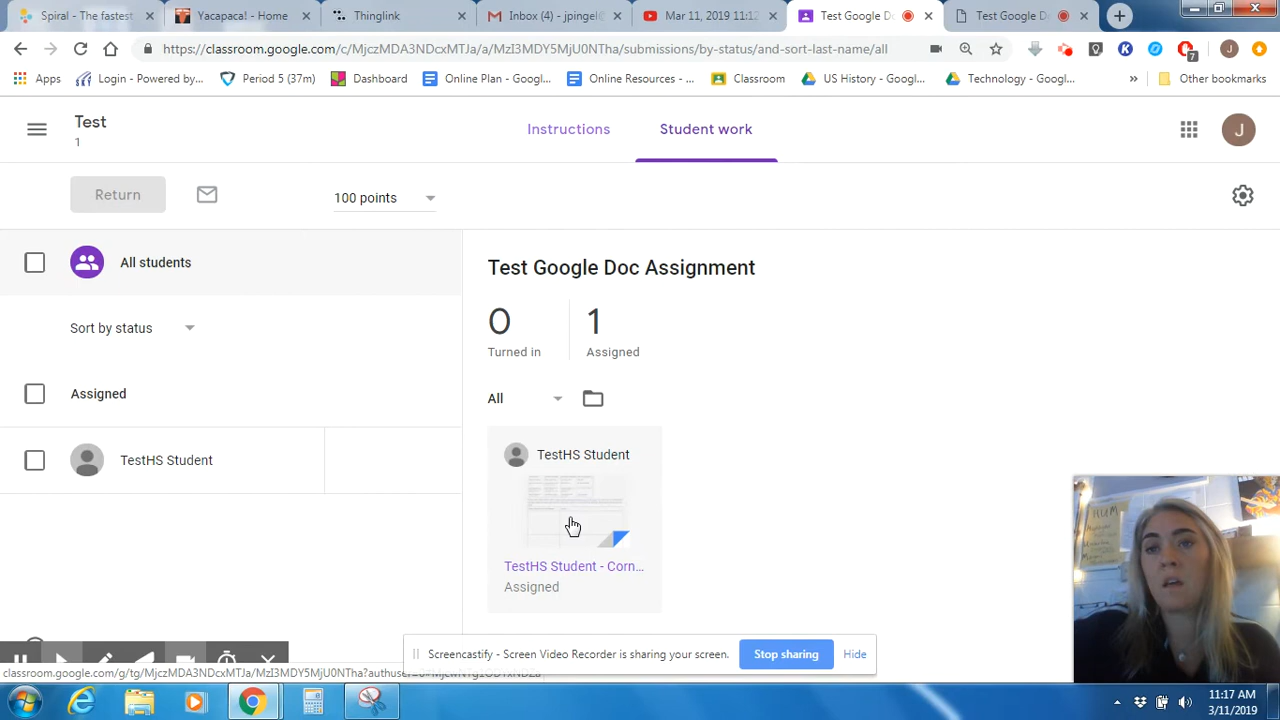 Spiral - The fastest
Yacapaca! - Home
Thinglink
Inbox (4) - jpingel@
Mar 11, 2019 11:12
Test Google Do
Test Google Do
https://classroom.google.com/c/MjczMDA3NDcxMTJa/a/MzI3MDY5MjU0NTha/submissions/by-status/and-sort-last-name/all
7
J
Apps
Login - Powered by...
Period 5 (37m)
Dashboard
Online Plan - Googl...
Online Resources - ...
Classroom
US History - Googl...
Technology - Googl...
»
Other bookmarks
Test
1
Instructions
Student work
J
Return
100 points
All students
Sort by status
Assigned
TestHS Student
Test Google Doc Assignment
0
1
Turned in
Assigned
All
TestHS Student
TestHS Student - Corn...
Assigned
HUM
Screencastify - Screen Video Recorder is sharing your screen.
Stop sharing
Hide
11:17 AM
3/11/2019